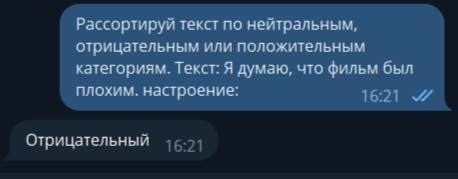 Рассортируй текст по нейтральным,
отрицательным или положительным
категориям. Текст: Я думаю, что фильм был
плохим. настроение:
16:21
Отрицательный 16:21